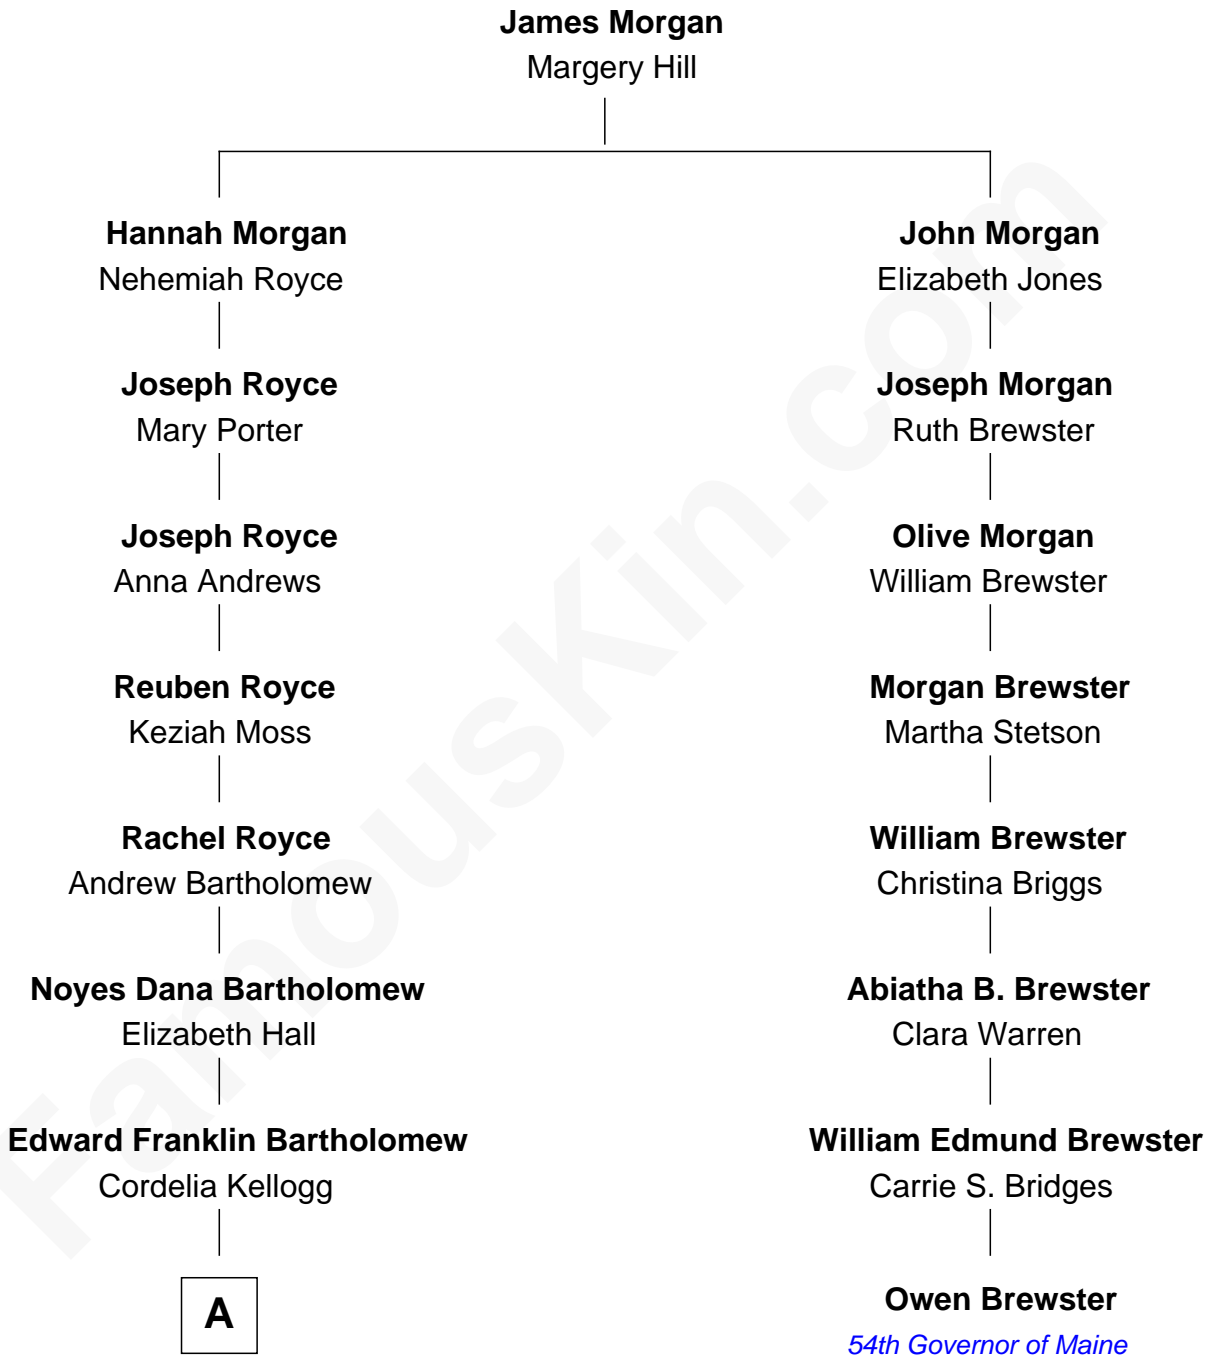 James Morgan
Margery Hill
Hannah Morgan
Nehemiah Royce
John Morgan
Elizabeth Jones
Joseph Royce
Mary Porter
Joseph Morgan
Ruth Brewster
Joseph Royce
Anna Andrews
Olive Morgan
William Brewster
Reuben Royce
Keziah Moss
Morgan Brewster
Martha Stetson
Rachel Royce
Andrew Bartholomew
William Brewster
Christina Briggs
Noyes Dana Bartholomew
Elizabeth Hall
Abiatha B. Brewster
Clara Warren
Edward Franklin Bartholomew
Cordelia Kellogg
William Edmund Brewster
Carrie S. Bridges
A
Owen Brewster
54th Governor of Maine
FamousKin.com